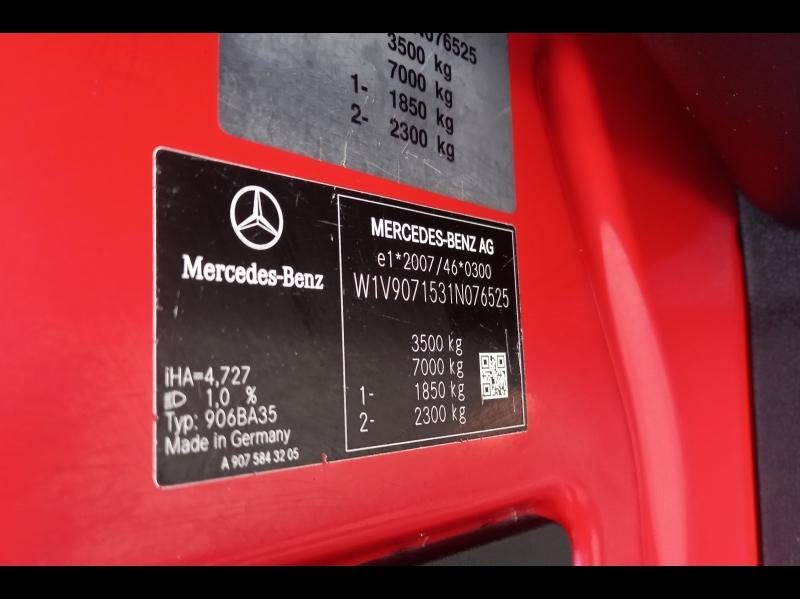 N076525
3500 kg
7000 kg
1- 1850 kg
2- 2300 kg
Mercedes-Benz
iHA=4,727
1.0 %
Typ: 906BA35
Made in Germany
A 907 584 32 05
MERCEDES-BENZ AG
e1*2007/46*0300
W1V9071531N076525
3500 kg
7000 kg
1- 1850 kg
2- 2300 kg